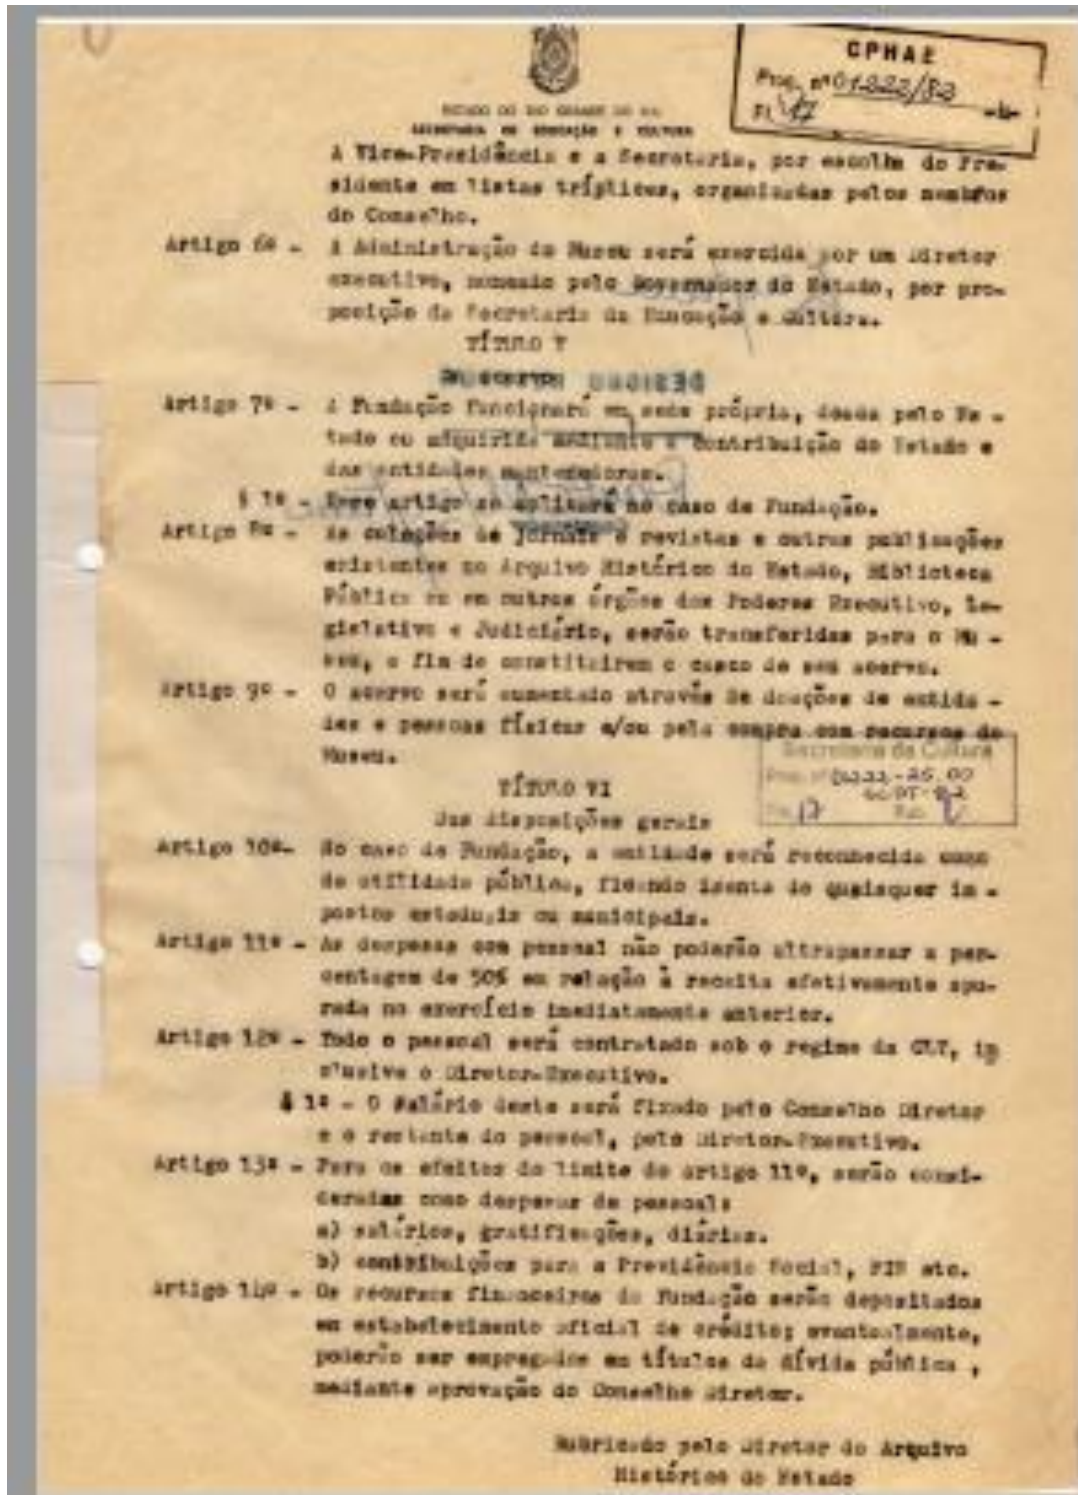 CPHAE
Proc. nº 01222/82
Fl. 17
ESTADO DO RIO GRANDE DO SUL
SECRETARIA DE EDUCAÇÃO E CULTURA
A Vice-Presidência e a Secretaria, por escolha do Pre-
sidente em listas tríplices, organizadas pelos membros
do Conselho.
Artigo 6º - A Administração do Museu será exercida por um Diretor
executivo, nomeado pelo Governador do Estado, por pro-
posição da Secretaria da Educação e Cultura.
TÍTULO V
Artigo 7º - A Fundação funcionará em sede própria, doada pelo Es -
tado ou adquirida mediante a contribuição do Estado e
das entidades mantenedoras.
§ 1º - Esse artigo se aplicará no caso de Fundação.
Artigo 8º - As coleções de jornais e revistas e outras publicações
existentes no Arquivo Histórico do Estado, Biblioteca
Pública ou em outros órgãos dos Poderes Executivo, Le-
gislativo e Judiciário, serão transferidas para o Mu -
seu, a fim de constituirem o casco de seu acervo.
Artigo 9º - O acervo será aumentado através de doações de entida -
des e pessoas físicas e/ou pela compra com recursos do
Museu.
Secretaria da Cultura
TÍTULO VI
17
Das disposições gerais
Artigo 10º- No caso de Fundação, a entidade será reconhecida como
de utilidade pública, ficando isenta de quaisquer im -
postos estaduais ou municipais.
Artigo 11º - As despesas com pessoal não poderão ultrapassar a per-
centagem de 50% em relação à receita efetivamente apu-
rada no exercício imediatamente anterior.
Artigo 12º - Todo o pessoal será contratado sob o regime da CLT, in
clusive o Diretor-Executivo.
§ 1º - O Salário deste será fixado pelo Conselho Diretor
e o restante do pessoal, pelo Diretor-Executivo.
Artigo 13º - Para os efeitos do limite do artigo 11º, serão consi-
deradas como despesas de pessoal:
a) salários, gratificações, diárias.
b) contribuições para a Previdência Social, PIS etc.
Artigo 14º - Os recursos financeiros da Fundação serão depositados
em estabelecimento oficial de crédito; eventualmente,
poderão ser empregados em títulos da dívida pública ,
mediante aprovação do Conselho Diretor.
Rubricado pelo Diretor do Arquivo
Histórico do Estado